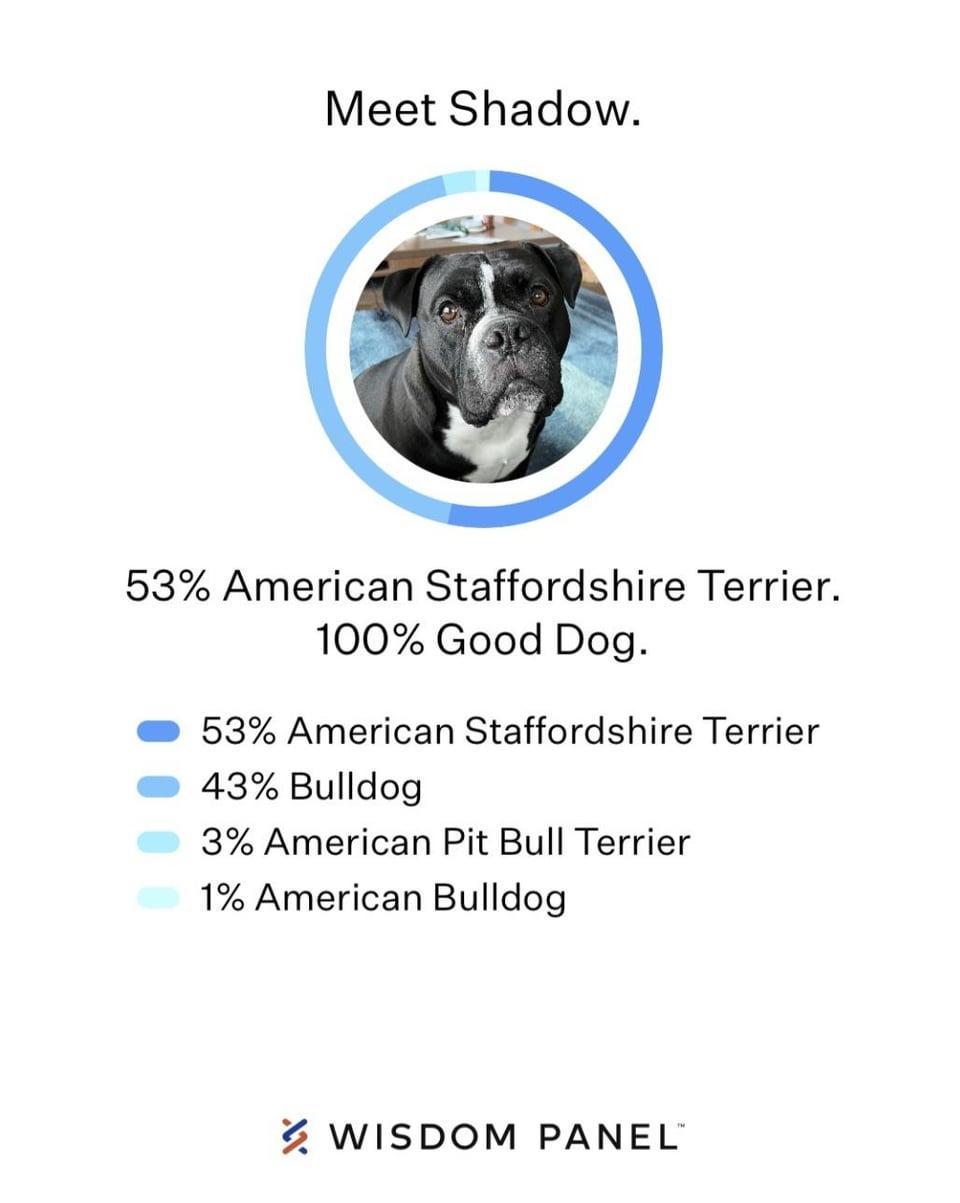 Meet Shadow.
53% American Staffordshire Terrier.
100% Good Dog.
53% American Staffordshire Terrier
43% Bulldog
3% American Pit Bull Terrier
1% American Bulldog
WISDOM PANEL™